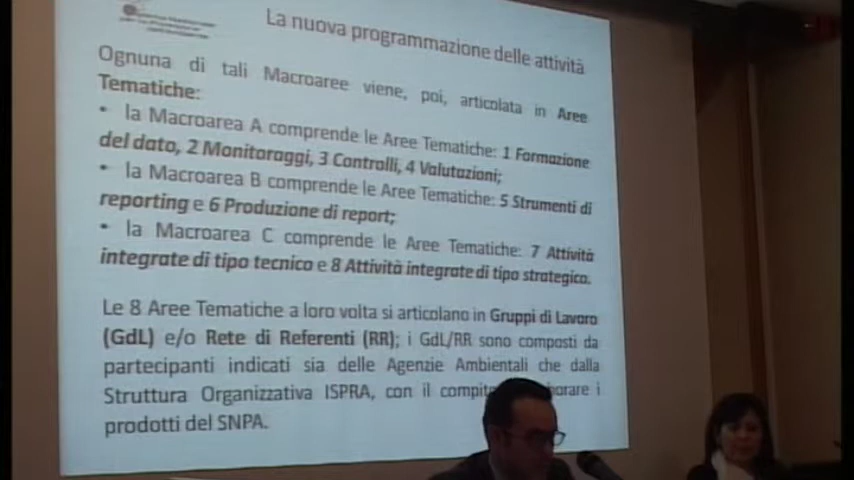 La nuova programmazione delle attività
Ognuna di tali Macroaree viene, poi, articolata in Aree
Tematiche:
• la Macroarea A comprende le Aree Tematiche: 1 Formazione
del dato, 2 Monitoraggi, 3 Controlli, 4 Valutazioni;
• la Macroarea B comprende le Aree Tematiche: 5 Strumenti di
reporting e 6 Produzione di report;
• la Macroarea C comprende le Aree Tematiche: 7 Attività
integrate di tipo tecnico e 8 Attività integrate di tipo strategico.
Le 8 Aree Tematiche a loro volta si articolano in Gruppi di Lavoro
(GdL) e/o Rete di Referenti (RR); i GdL/RR sono composti da
partecipanti indicati sia delle Agenzie Ambientali che dalla
Struttura Organizzativa ISPRA, con il i
prodotti del SNPA.